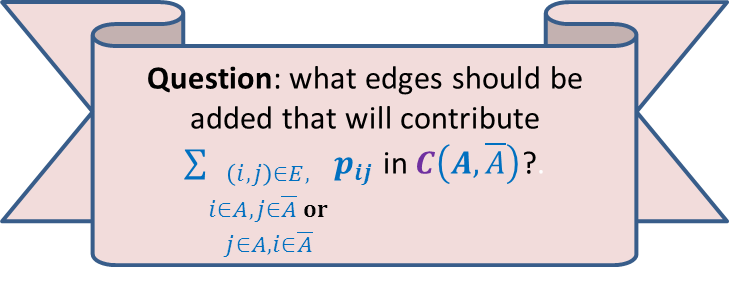 Question: what edges should be
added that will contribute
∑ (i,j)∈E, pᵢⱼ in C(A, A̅)?.
i∈A, j∈A̅ or
j∈A,i∈A̅